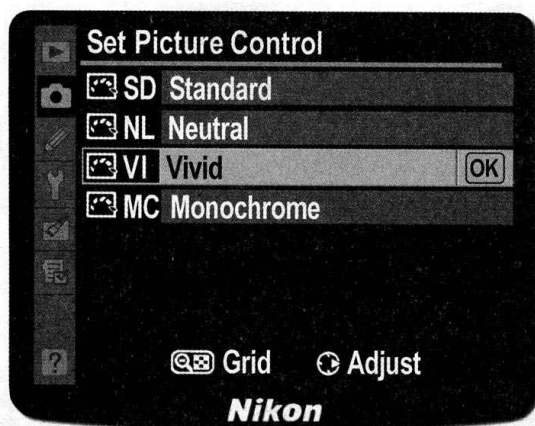 Set Picture Control
SD Standard
NL Neutral
VI Vivid OK
MC Monochrome
? Grid Adjust
Nikon